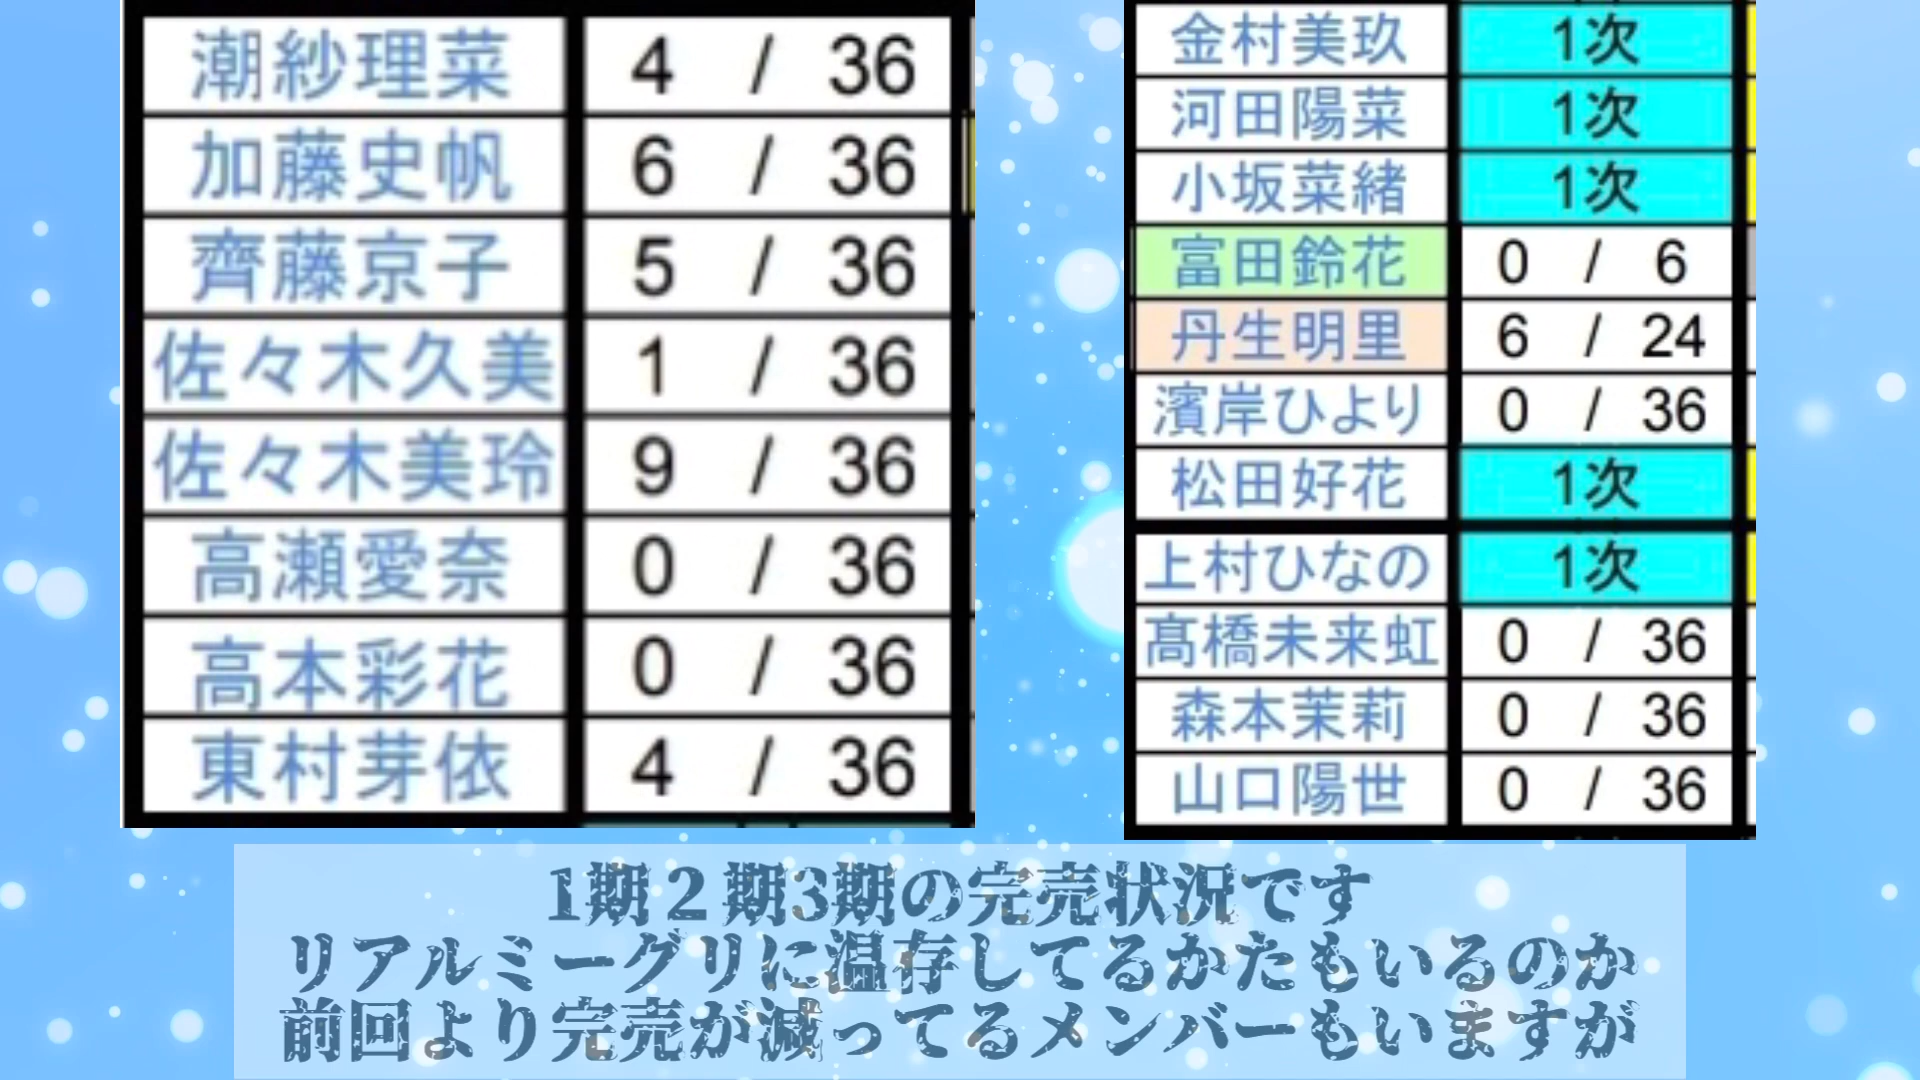 潮紗理菜 4 / 36
加藤史帆 6 / 36
齊藤京子 5 / 36
佐々木久美 1 / 36
佐々木美玲 9 / 36
高瀬愛奈 0 / 36
高本彩花 0 / 36
東村芽依 4 / 36
金村美玖 1次
河田陽菜 1次
小坂菜緒 1次
富田鈴花 0 / 6
丹生明里 6 / 24
濱岸ひより 0 / 36
松田好花 1次
上村ひなの 1次
髙橋未来虹 0 / 36
森本茉莉 0 / 36
山口陽世 0 / 36
1期２期3期の完売状況です
リアルミーグリに温存してるかたもいるのか
前回より完売が減ってるメンバーもいますが